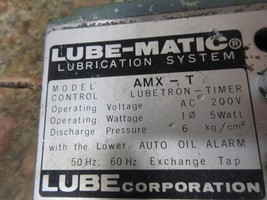 LUBE-MATIC®
LUBRICATION SYSTEM
MODEL AMX-T
CONTROL LUBETRON-TIMER
Operating Voltage AC 200V
Operating Wattage 1Ø 5Watt
Discharge Pressure 6 kg/cm²
with the Lower AUTO OIL ALARM
50Hz, 60Hz Exchange Tap
LUBE CORPORATION